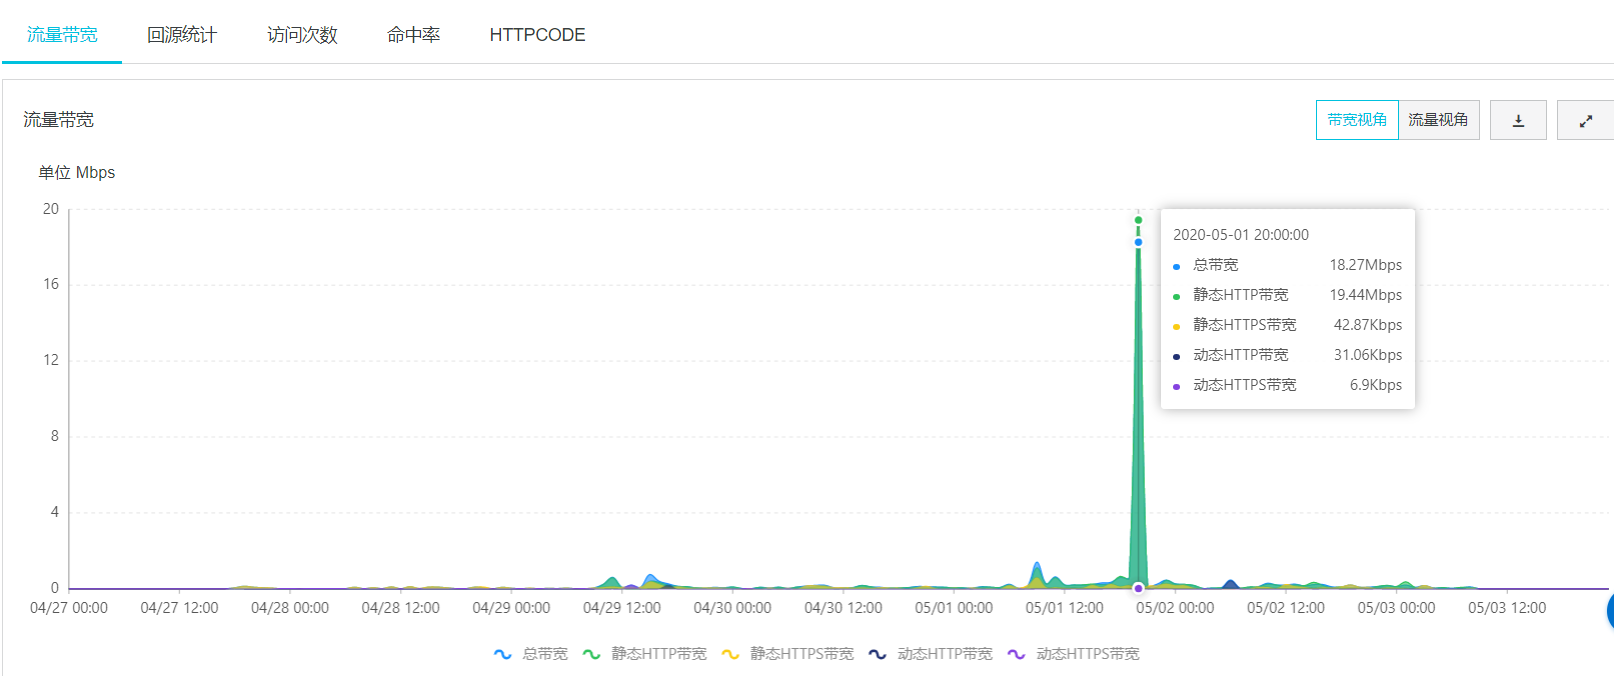 流量带宽 回源统计 访问次数 命中率 HTTPCODE
流量带宽
带宽视角 流量视角
单位 Mbps
20
16
12
8
4
0
2020-05-01 20:00:00
总带宽 18.27Mbps
静态HTTP带宽 19.44Mbps
静态HTTPS带宽 42.87Kbps
动态HTTP带宽 31.06Kbps
动态HTTPS带宽 6.9Kbps
04/27 00:00 04/27 12:00 04/28 00:00 04/28 12:00 04/29 00:00 04/29 12:00 04/30 00:00 04/30 12:00 05/01 00:00 05/01 12:00 05/02 00:00 05/02 12:00 05/03 00:00 05/03 12:00
总带宽 静态HTTP带宽 静态HTTPS带宽 动态HTTP带宽 动态HTTPS带宽